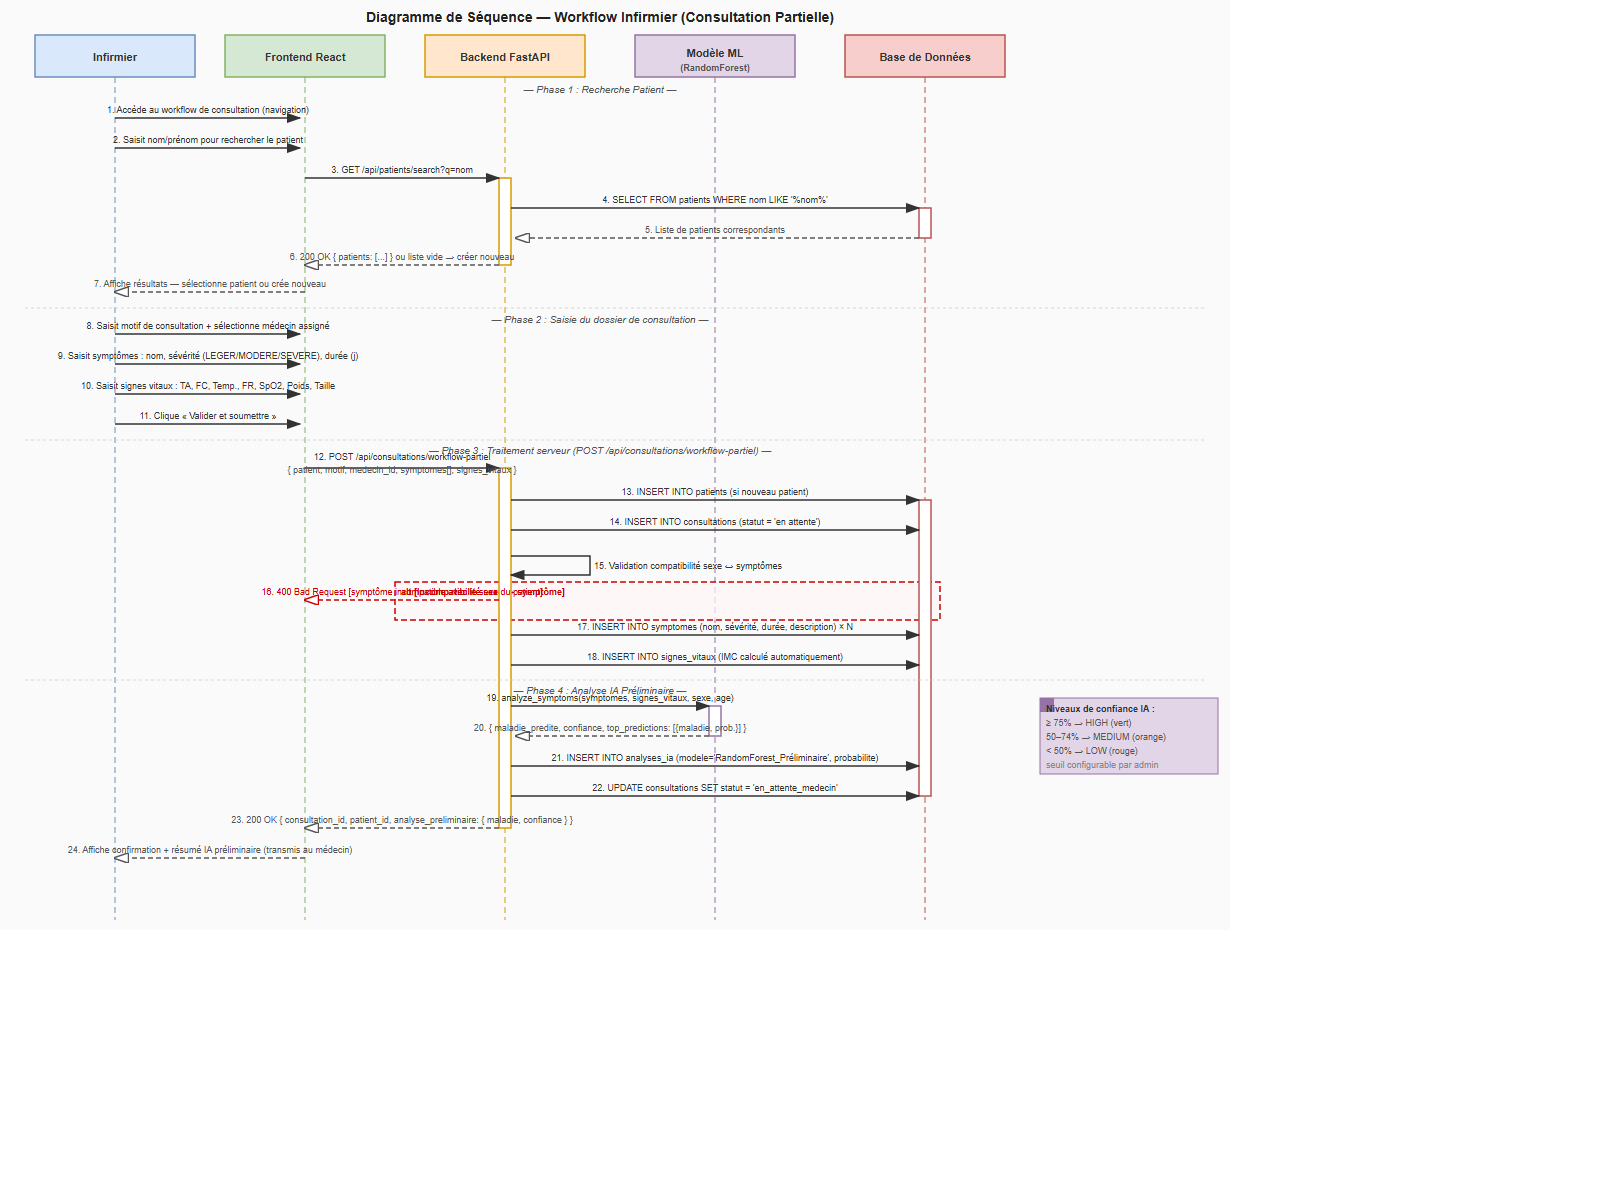 Diagramme de Séquence — Workflow Infirmier (Consultation Partielle)
Infirmier
Frontend React
Backend FastAPI
Modèle ML
(RandomForest)
Base de Données
— Phase 1 : Recherche Patient —
1. Accède au workflow de consultation (navigation)
2. Saisit nom/prénom pour rechercher le patient
3. GET /api/patients/search?q=nom
4. SELECT FROM patients WHERE nom LIKE '%nom%'
5. Liste de patients correspondants
6. 200 OK { patients: [...] } ou liste vide → créer nouveau
7. Affiche résultats — sélectionne patient ou crée nouveau
— Phase 2 : Saisie du dossier de consultation —
8. Saisit motif de consultation + sélectionne médecin assigné
9. Saisit symptômes : nom, sévérité (LEGER/MODERE/SEVERE), durée (j)
10. Saisit signes vitaux : TA, FC, Temp., FR, SpO2, Poids, Taille
11. Clique « Valider et soumettre »
— Phase 3 : Traitement serveur (POST /api/consultations/workflow-partiel) —
12. POST /api/consultations/workflow-partiel
{ patient, motif, medecin_id, symptomes[], signes_vitaux }
13. INSERT INTO patients (si nouveau patient)
14. INSERT INTO consultations (statut = 'en attente')
15. Validation compatibilité sexe ↔ symptômes
16. 400 Bad Request [symptôme
17. INSERT INTO symptomes (nom, sévérité, durée, description) × N
18. INSERT INTO signes_vitaux (IMC calculé automatiquement)
— Phase 4 : Analyse IA Préliminaire —
19. analyze_symptoms(symptomes, signes_vitaux, sexe, age)
20. { maladie_predite, confiance, top_predictions: [{maladie, prob.}] }
21. INSERT INTO analyses_ia (modele='RandomForest_Préliminaire', probabilite)
22. UPDATE consultations SET statut = 'en_attente_medecin'
23. 200 OK { consultation_id, patient_id, analyse_preliminaire: { maladie, confiance } }
24. Affiche confirmation + résumé IA préliminaire (transmis au médecin)
Niveaux de confiance IA :
≥ 75% → HIGH (vert)
50–74% → MEDIUM (orange)
< 50% → LOW (rouge)
seuil configurable par admin